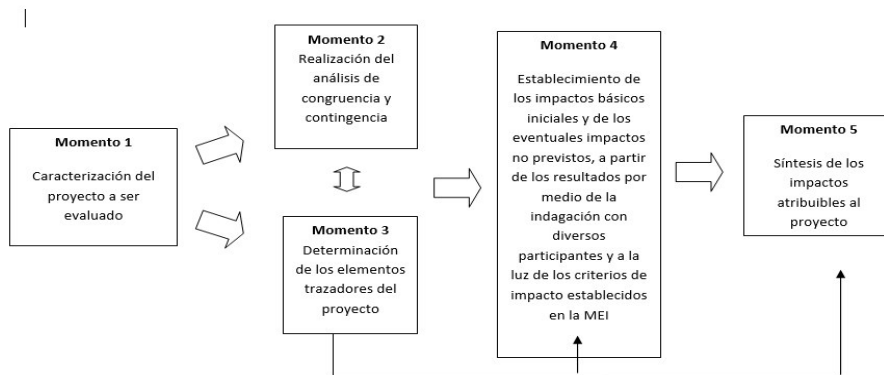 Momento 1
Caracterización del
proyecto a ser
evaluado
Momento 2
Realización del
análisis de
congruencia y
contingencia
Momento 3
Determinación
de los elementos
trazadores del
proyecto
Momento 4
Establecimiento de
los impactos básicos
iniciales y de los
eventuales impactos
no previstos, a partir
de los resultados por
medio de la
indagación con
diversos
participantes y a la
luz de los criterios de
impacto establecidos
en la MEI
Momento 5
Síntesis de los
impactos
atribuibles al
proyecto